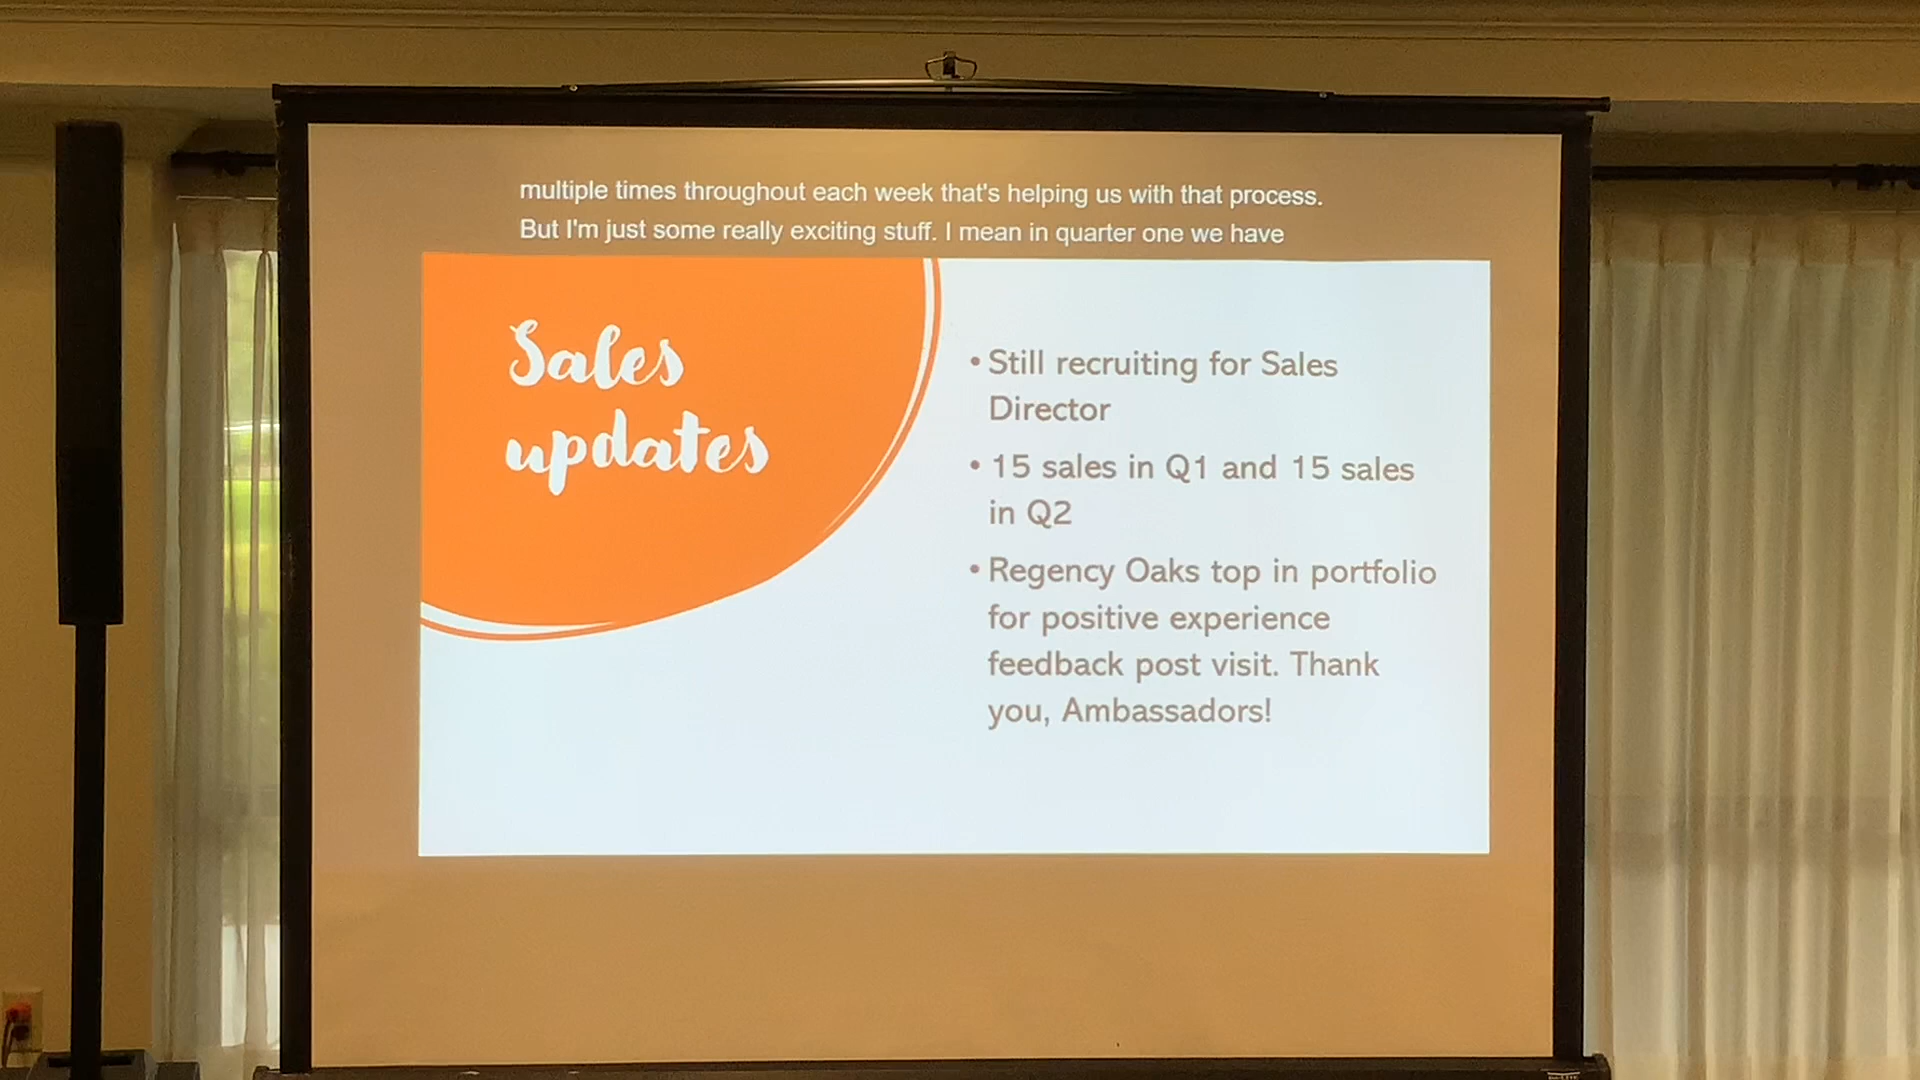 multiple times throughout each week that's helping us with that process.
But I'm just some really exciting stuff. I mean in quarter one we have
Sales
updates
• Still recruiting for Sales
Director
• 15 sales in Q1 and 15 sales
in Q2
• Regency Oaks top in portfolio
for positive experience
feedback post visit. Thank
you, Ambassadors!